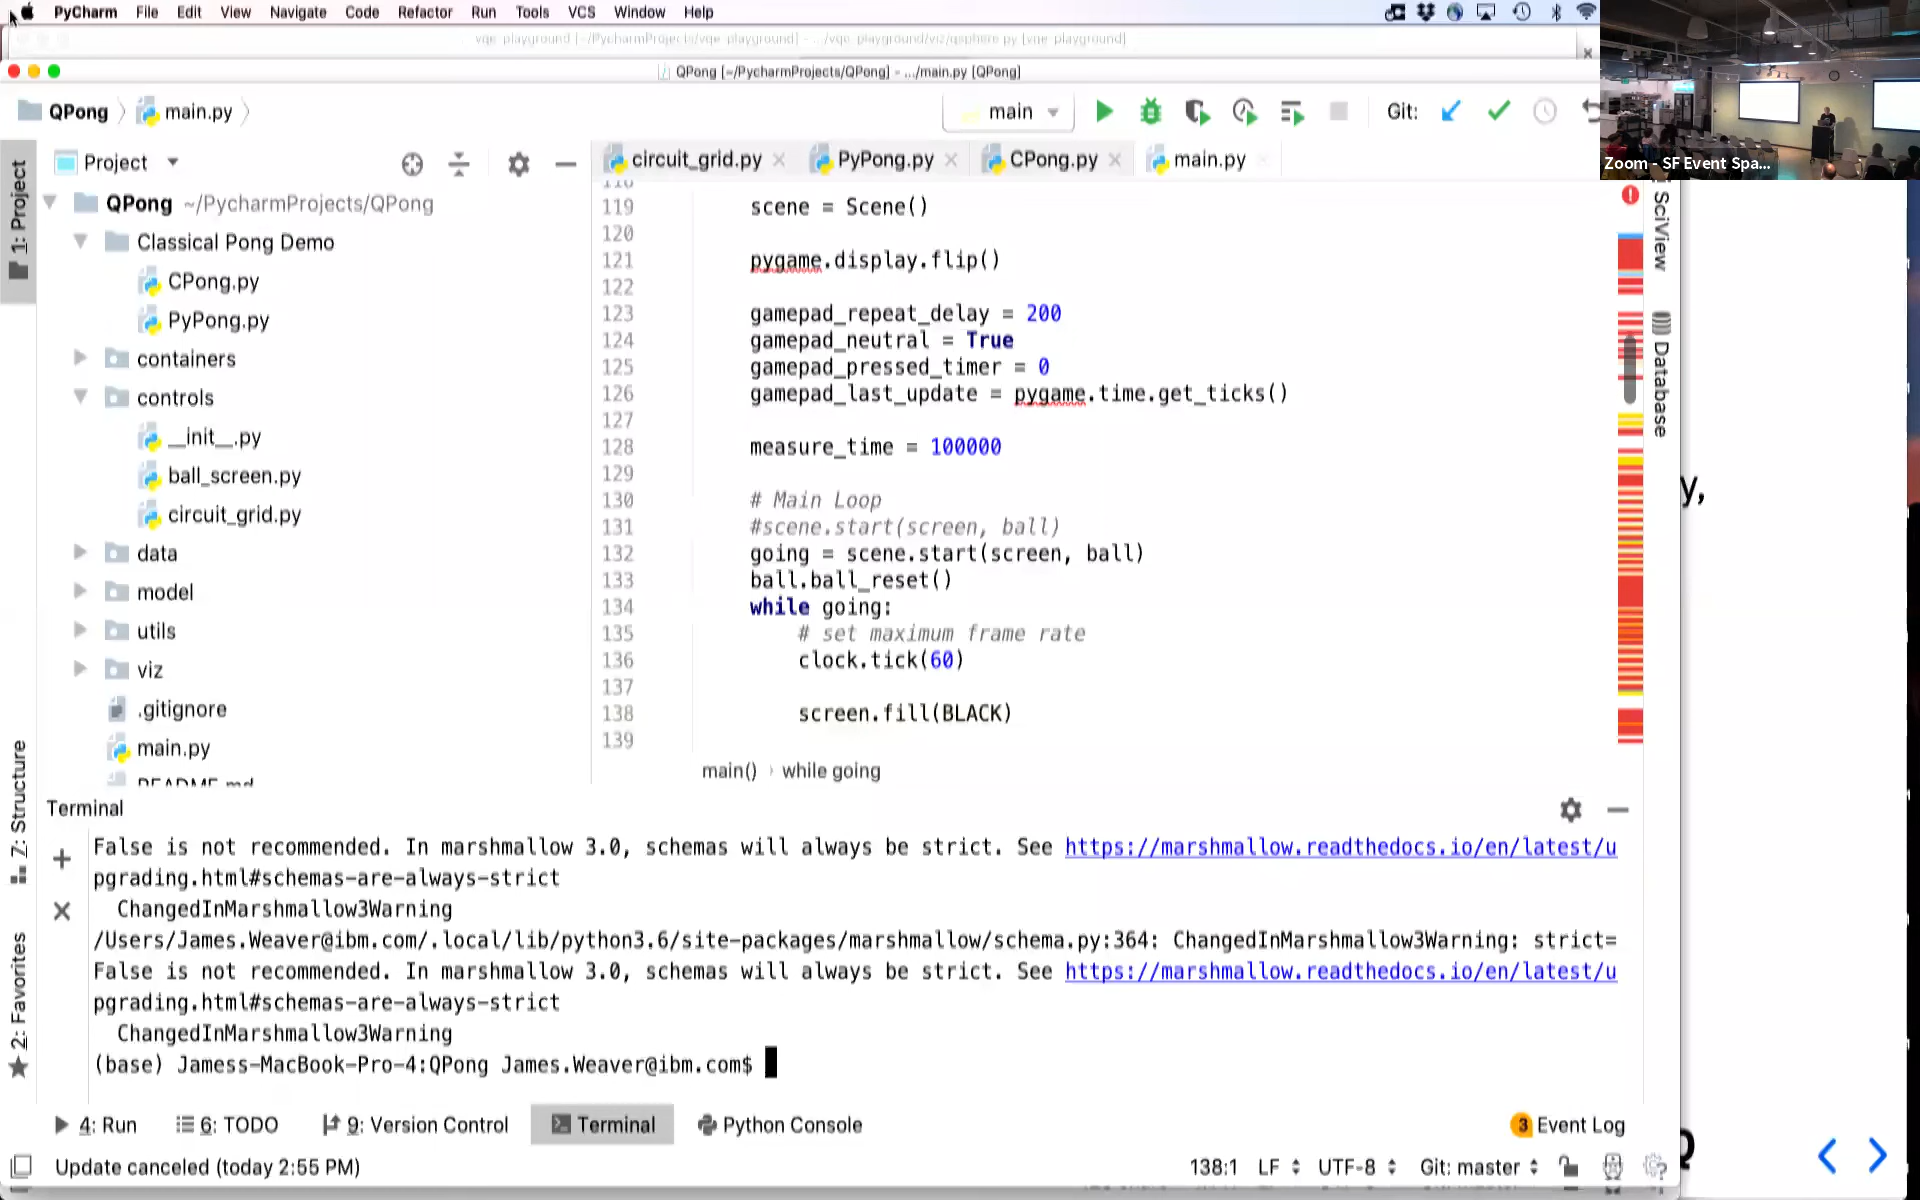 PyCharm File Edit View Navigate Code Refactor Run Tools VCS Window Help
vqe_playground [~/PycharmProjects/vqe_playground] - .../vqe_playground/viz/qsphere.py [vqe_playground]
QPong [~/PycharmProjects/QPong] - .../main.py [QPong]
QPong main.py main Git:
Zoom - SF Event Spa...
1: Project
Project
circuit_grid.py PyPong.py CPong.py main.py
QPong ~/PycharmProjects/QPong
Classical Pong Demo
CPong.py
PyPong.py
containers
controls
__init__.py
ball_screen.py
circuit_grid.py
data
model
utils
viz
.gitignore
main.py
README.md
118
119 scene = Scene()
120
121 pygame.display.flip()
122
123 gamepad_repeat_delay = 200
124 gamepad_neutral = True
125 gamepad_pressed_timer = 0
126 gamepad_last_update = pygame.time.get_ticks()
127
128 measure_time = 100000
129
130 # Main Loop
131 #scene.start(screen, ball)
132 going = scene.start(screen, ball)
133 ball.ball_reset()
134 while going:
135 # set maximum frame rate
136 clock.tick(60)
137
138 screen.fill(BLACK)
139
main() › while going
SciView
Database
y,
7: Structure
2: Favorites
Terminal
False is not recommended. In marshmallow 3.0, schemas will always be strict. See https://marshmallow.readthedocs.io/en/latest/u
pgrading.html#schemas-are-always-strict
ChangedInMarshmallow3Warning
/Users/James.Weaver@ibm.com/.local/lib/python3.6/site-packages/marshmallow/schema.py:364: ChangedInMarshmallow3Warning: strict=
False is not recommended. In marshmallow 3.0, schemas will always be strict. See https://marshmallow.readthedocs.io/en/latest/u
pgrading.html#schemas-are-always-strict
ChangedInMarshmallow3Warning
(base) Jamess-MacBook-Pro-4:QPong James.Weaver@ibm.com$
4: Run 6: TODO 9: Version Control Terminal Python Console 3 Event Log
Update canceled (today 2:55 PM) 138:1 LF UTF-8 Git: master